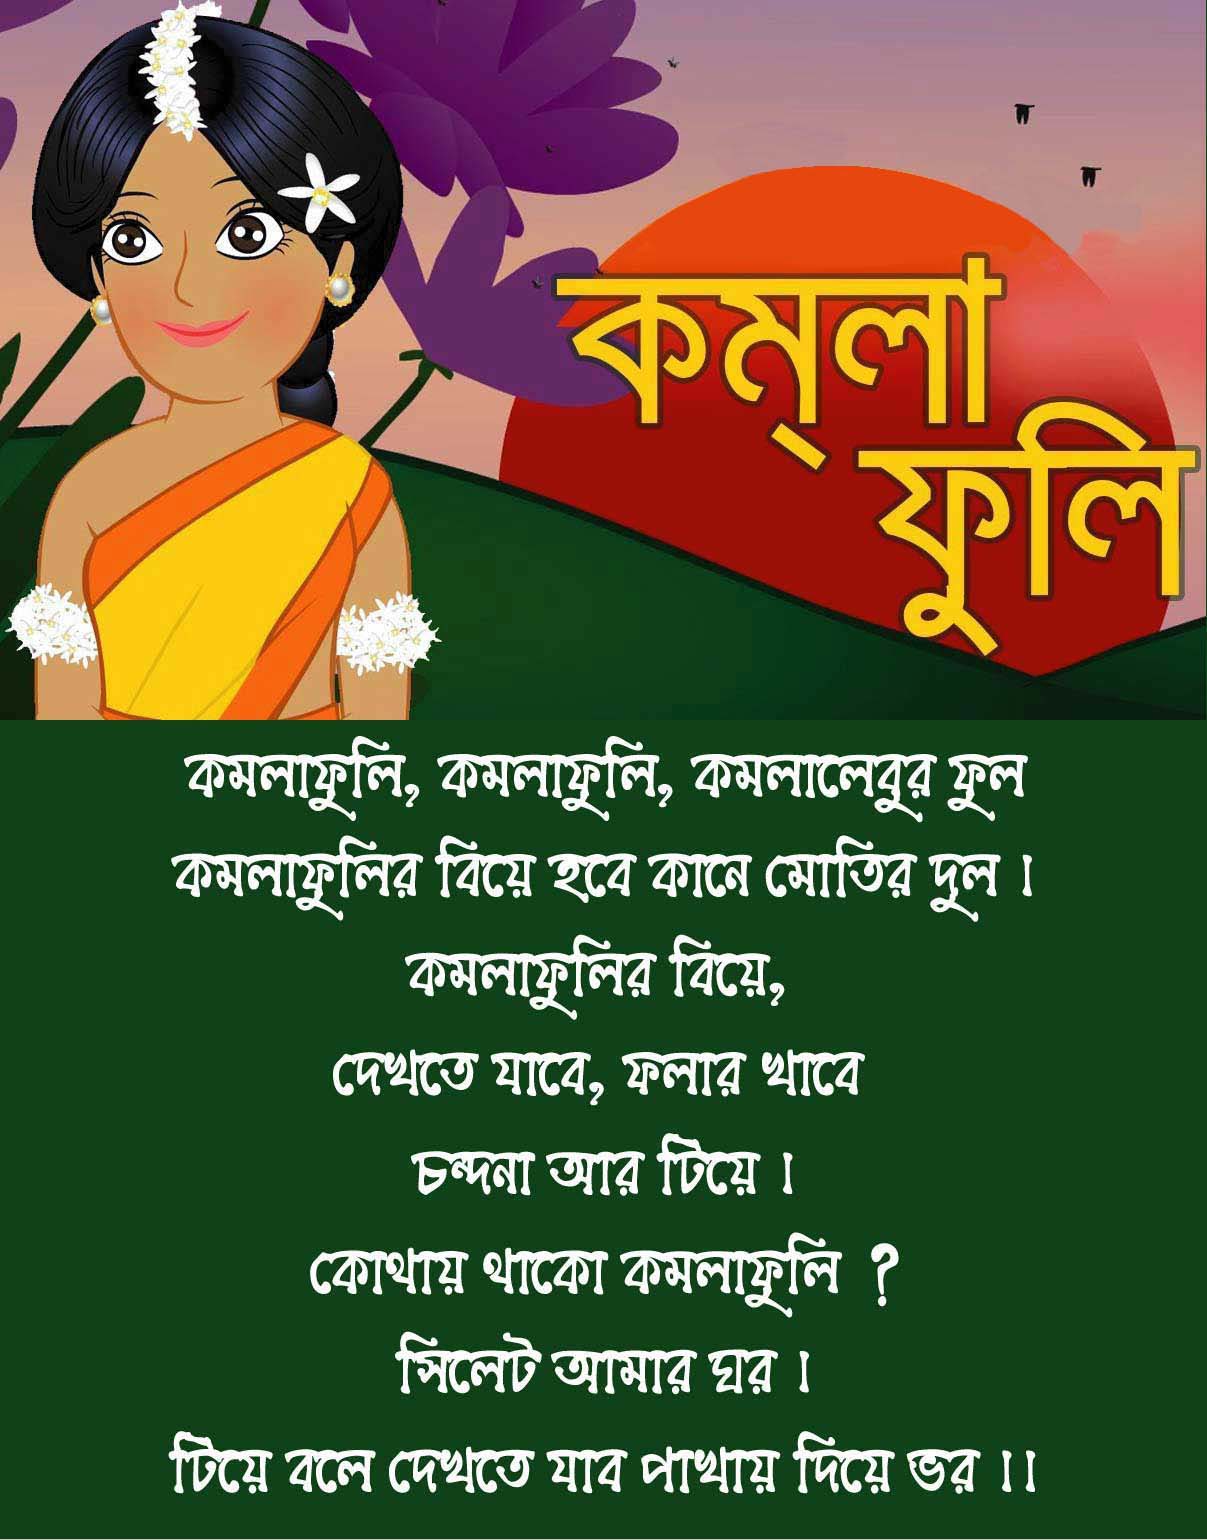 কম্‌লা
ফুলি
কমলাফুলি, কমলাফুলি, কমলালেবুর ফুল
কমলাফুলির বিয়ে হবে কানে মোতির দুল ।
কমলাফুলির বিয়ে,
দেখতে যাবে, ফলার খাবে
চন্দনা আর টিয়ে ।
কোথায় থাকো কমলাফুলি ?
সিলেট আমার ঘর ।
টিয়ে বলে দেখতে যাব পাখায় দিয়ে ভর ।।